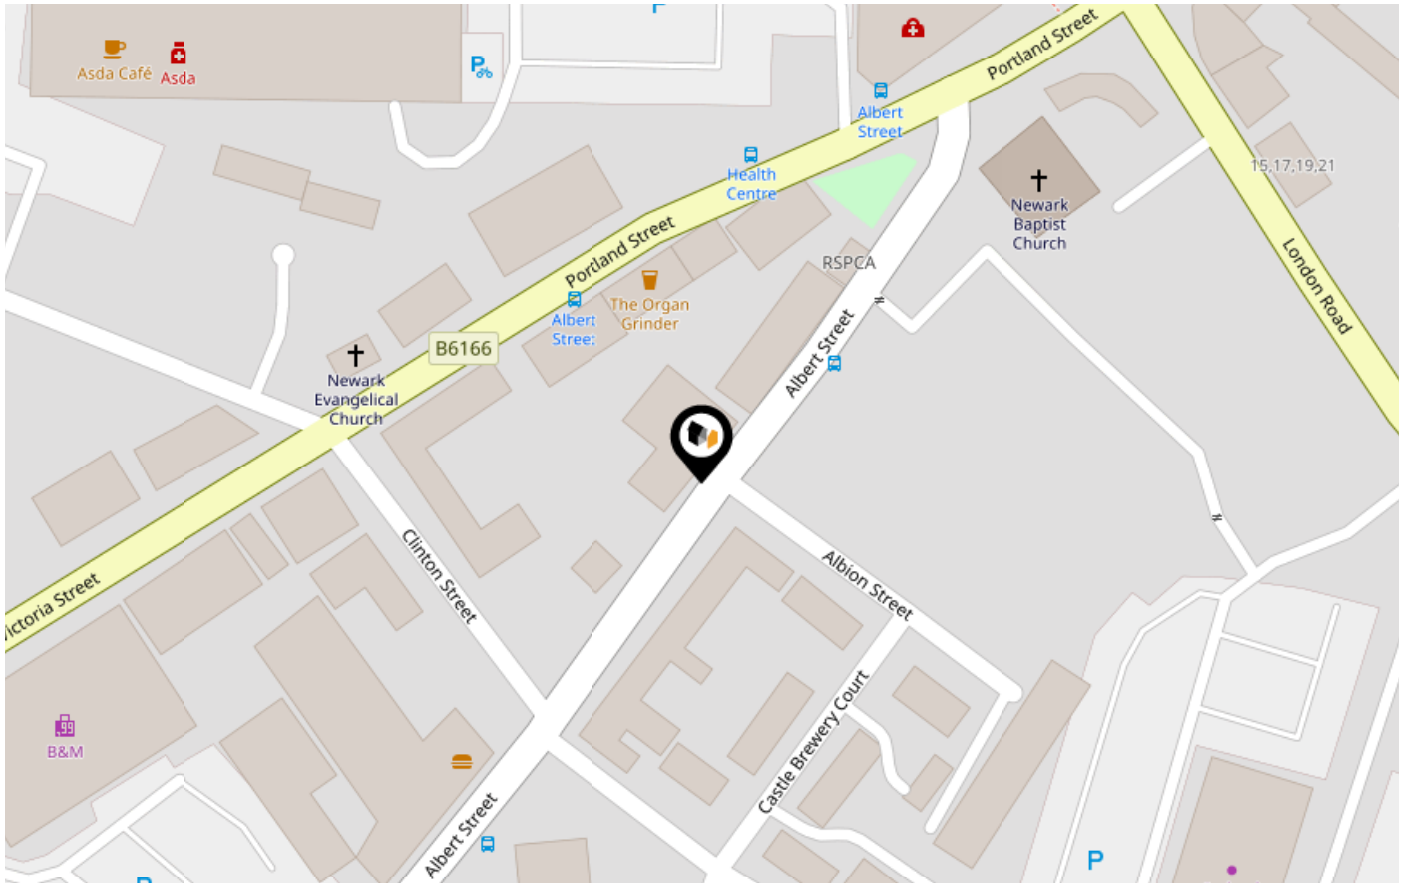 P
Portland Street
Asda Café
Asda
P
Albert
Street
Health
Centre
15,17,19,21
Newark
Baptist
Church
Portland Street
RSPCA
London Road
The Organ
Grinder
Albert
Stree
B6166
Albert Street
Newark
Evangelical
Church
Clinton Street
Albion Street
ictoria Street
Castle Brewery Court
99
B&M
Albert Street
P
P